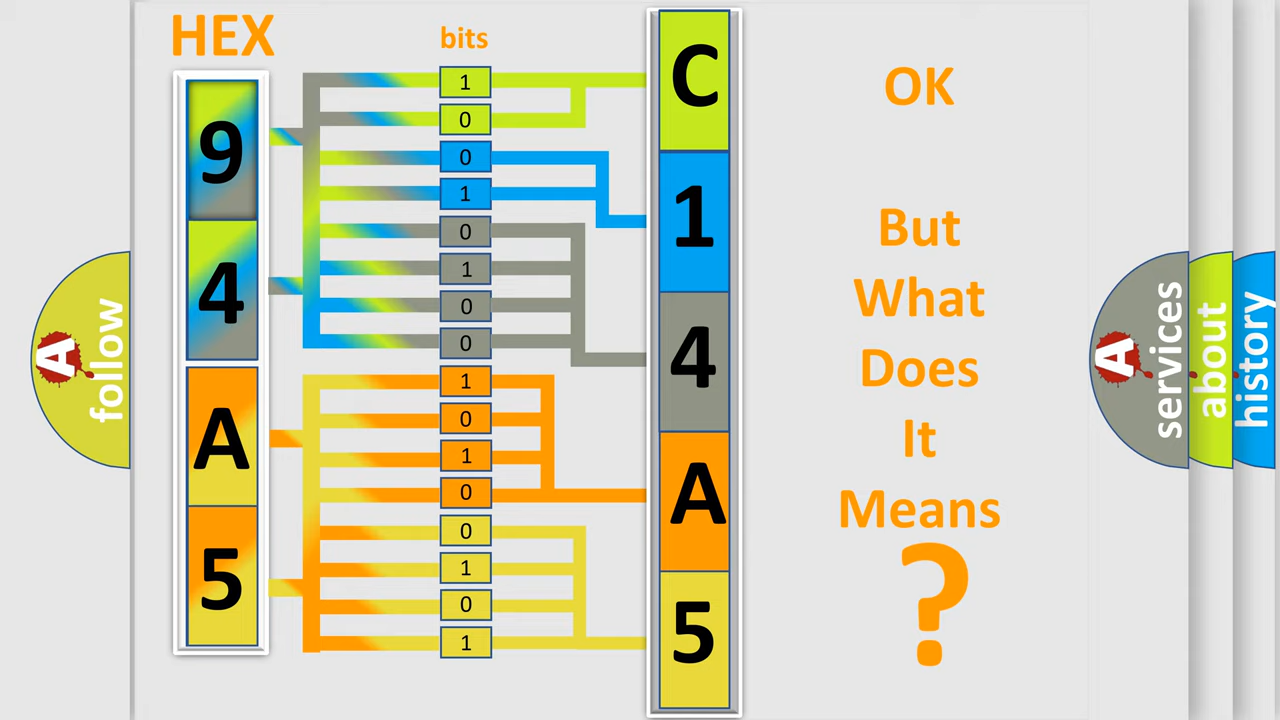 HEX
bits
9
4
A
5
1
0
0
1
0
1
0
0
1
0
1
0
0
1
0
1
C
1
4
A
5
OK
But
What
Does
It
Means
?
A
follow
A
services
about
history